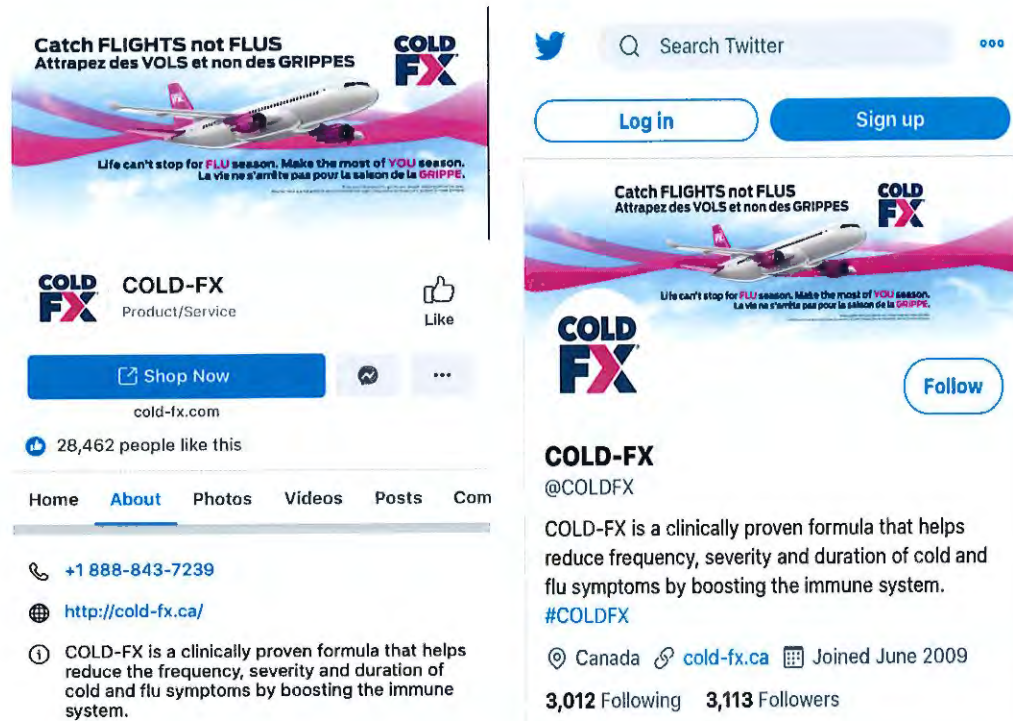 Catch FLIGHTS not FLUS
Attrapez des VOLS et non des GRIPPES
COLD
FX
Life can't stop for FLU season. Make the most of YOU season.
La vie ne s'arrête pas pour la saison de la GRIPPE.
COLD
FX
COLD-FX
Product/Service
Like
Shop Now
cold-fx.com
28,462 people like this
Home About Photos Videos Posts Com
+1 888-843-7239
http://cold-fx.ca/
COLD-FX is a clinically proven formula that helps
reduce the frequency, severity and duration of
cold and flu symptoms by boosting the immune
system.
Search Twitter
Log in
Sign up
Catch FLIGHTS not FLUS
Attrapez des VOLS et non des GRIPPES
COLD
FX
Life can't stop for FLU season. Make the most of YOU season.
La vie ne s'arrête pas pour la saison de la GRIPPE.
COLD
FX
Follow
COLD-FX
@COLDFX
COLD-FX is a clinically proven formula that helps
reduce frequency, severity and duration of cold and
flu symptoms by boosting the immune system.
#COLDFX
Canada cold-fx.ca Joined June 2009
3,012 Following 3,113 Followers